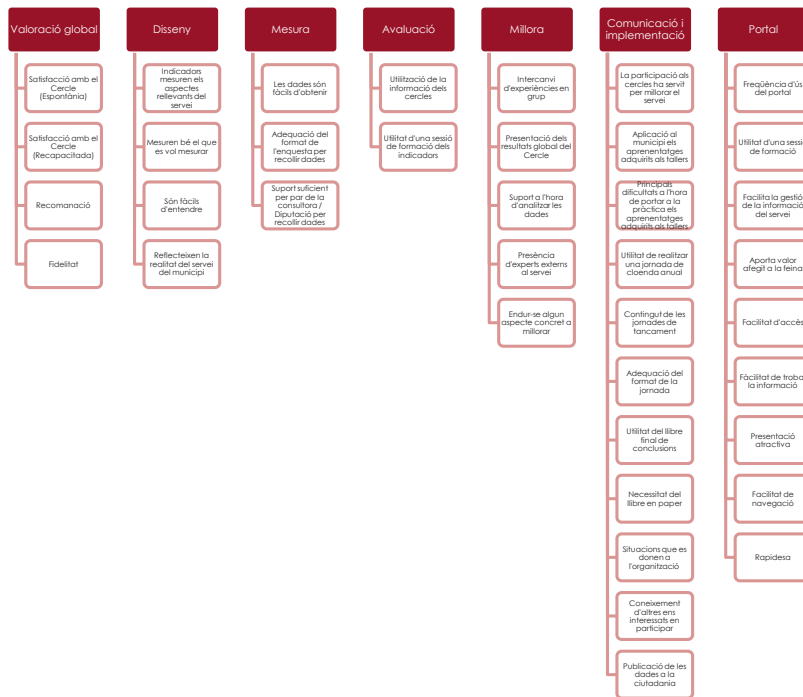 Valoració global
Satisfacció amb el
Cercle
(Espontània)
Satisfacció amb el
Cercle
(Recapacitada)
Recomanació
Fidelitat
Disseny
Indicadors
mesuren els
aspectes
rellevants del
servei
Mesuren bé el que
es vol mesurar
Són fàcils
d'entendre
Reflecteixen la
realitat del servei
del municipi
Mesura
Les dades són
fàcils d'obtenir
Adequació del
format de
l'enquesta per
recollir dades
Suport suficient
per par de la
consultora /
Diputació per
recollir dades
Avaluació
Utilització de la
informació dels
cercles
Utilitat d'una sessió
de formació dels
indicadors
Millora
Intercanvi
d'experiències en
grup
Presentació dels
resultats global del
Cercle
Suport a l'hora
d'analitzar les
dades
Presència
d'experts externs
al servei
Endur-se algun
aspecte concret a
millorar
Comunicació i
implementació
La participació als
cercles ha servit
per millorar el
servei
Aplicació al
municipi els
aprenentatges
adquirits als tallers
Principals
dificultats a l'hora
de portar a la
pràctica els
aprenentatges
adquirits als tallers
Utilitat de realitzar
una jornada de
cloenda anual
Contingut de les
jornades de
tancament
Adequació del
format de la
jornada
Utilitat del llibre
final de
conclusions
Necessitat del
llibre en paper
Situacions que es
donen a
l'organització
Coneixement
d'altres ens
interessats en
participar
Publicació de les
dades a la
ciutadania
Portal
Freqüència d'ús
del portal
Utilitat d'una sessió
de formació
Facilita la gestió
de la informació
del servei
Aporta valor
afegit a la feina
Facilitat d'accès
Fàcilitat de trobar
la informació
Presentació
atractiva
Facilitat de
navegació
Rapidesa